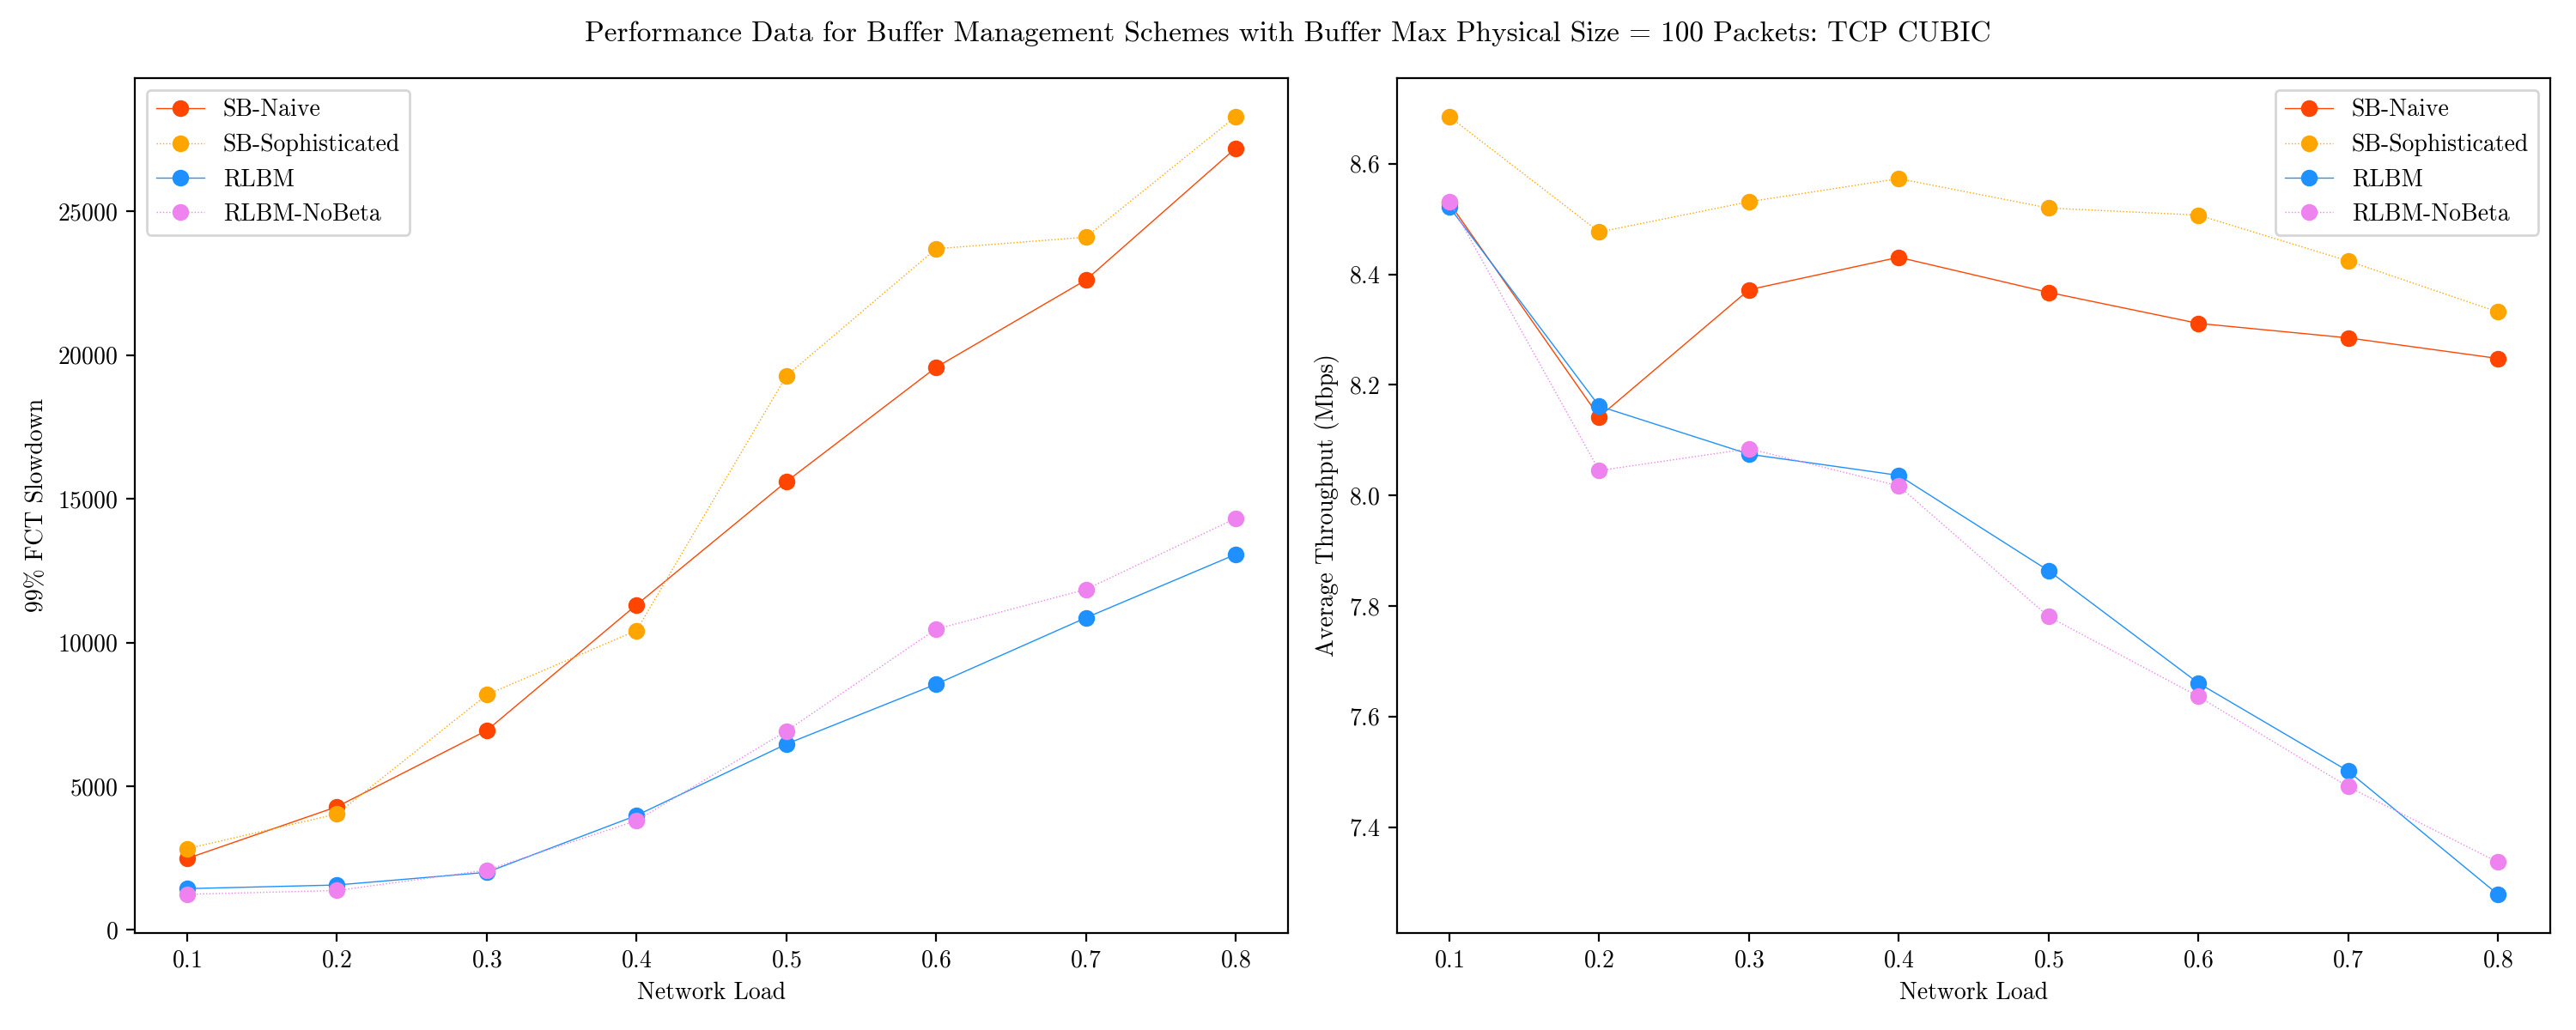 Performance Data for Buffer Management Schemes with Buffer Max Physical Size = 100 Packets: TCP CUBIC
SB-Naive
SB-Sophisticated
RLBM
RLBM-NoBeta
25000
20000
15000
10000
5000
0
99% FCT Slowdown
0.1 0.2 0.3 0.4 0.5 0.6 0.7 0.8
Network Load
SB-Naive
SB-Sophisticated
RLBM
RLBM-NoBeta
8.6
8.4
8.2
8.0
7.8
7.6
7.4
Average Throughput (Mbps)
0.1 0.2 0.3 0.4 0.5 0.6 0.7 0.8
Network Load